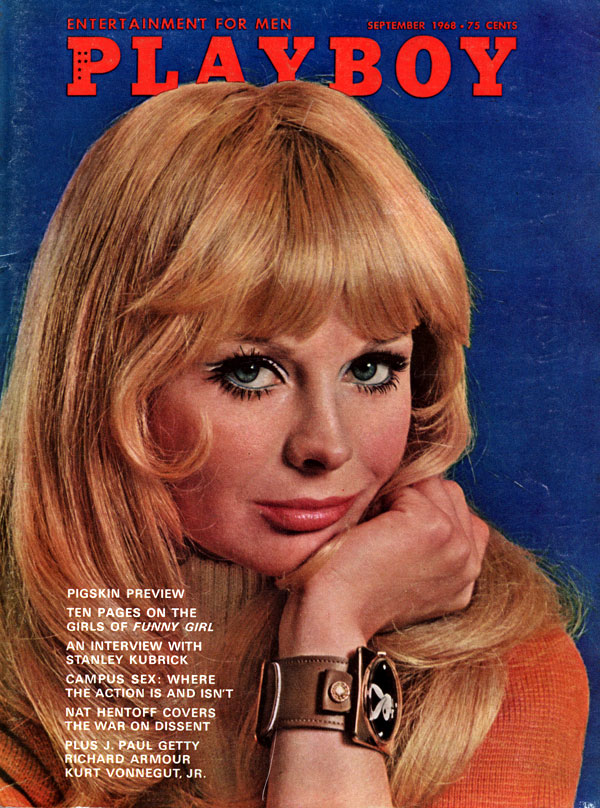 ENTERTAINMENT FOR MEN
SEPTEMBER 1968 • 75 CENTS
PLAYBOY
PIGSKIN PREVIEW
TEN PAGES ON THE
GIRLS OF FUNNY GIRL
AN INTERVIEW WITH
STANLEY KUBRICK
CAMPUS SEX: WHERE
THE ACTION IS AND ISN'T
NAT HENTOFF COVERS
THE WAR ON DISSENT
PLUS J. PAUL GETTY
RICHARD ARMOUR
KURT VONNEGUT, JR.